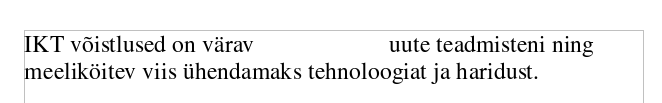 IKT võistlused on värav uute teadmisteni ning
meeliköitev viis ühendamaks tehnoloogiat ja haridust.